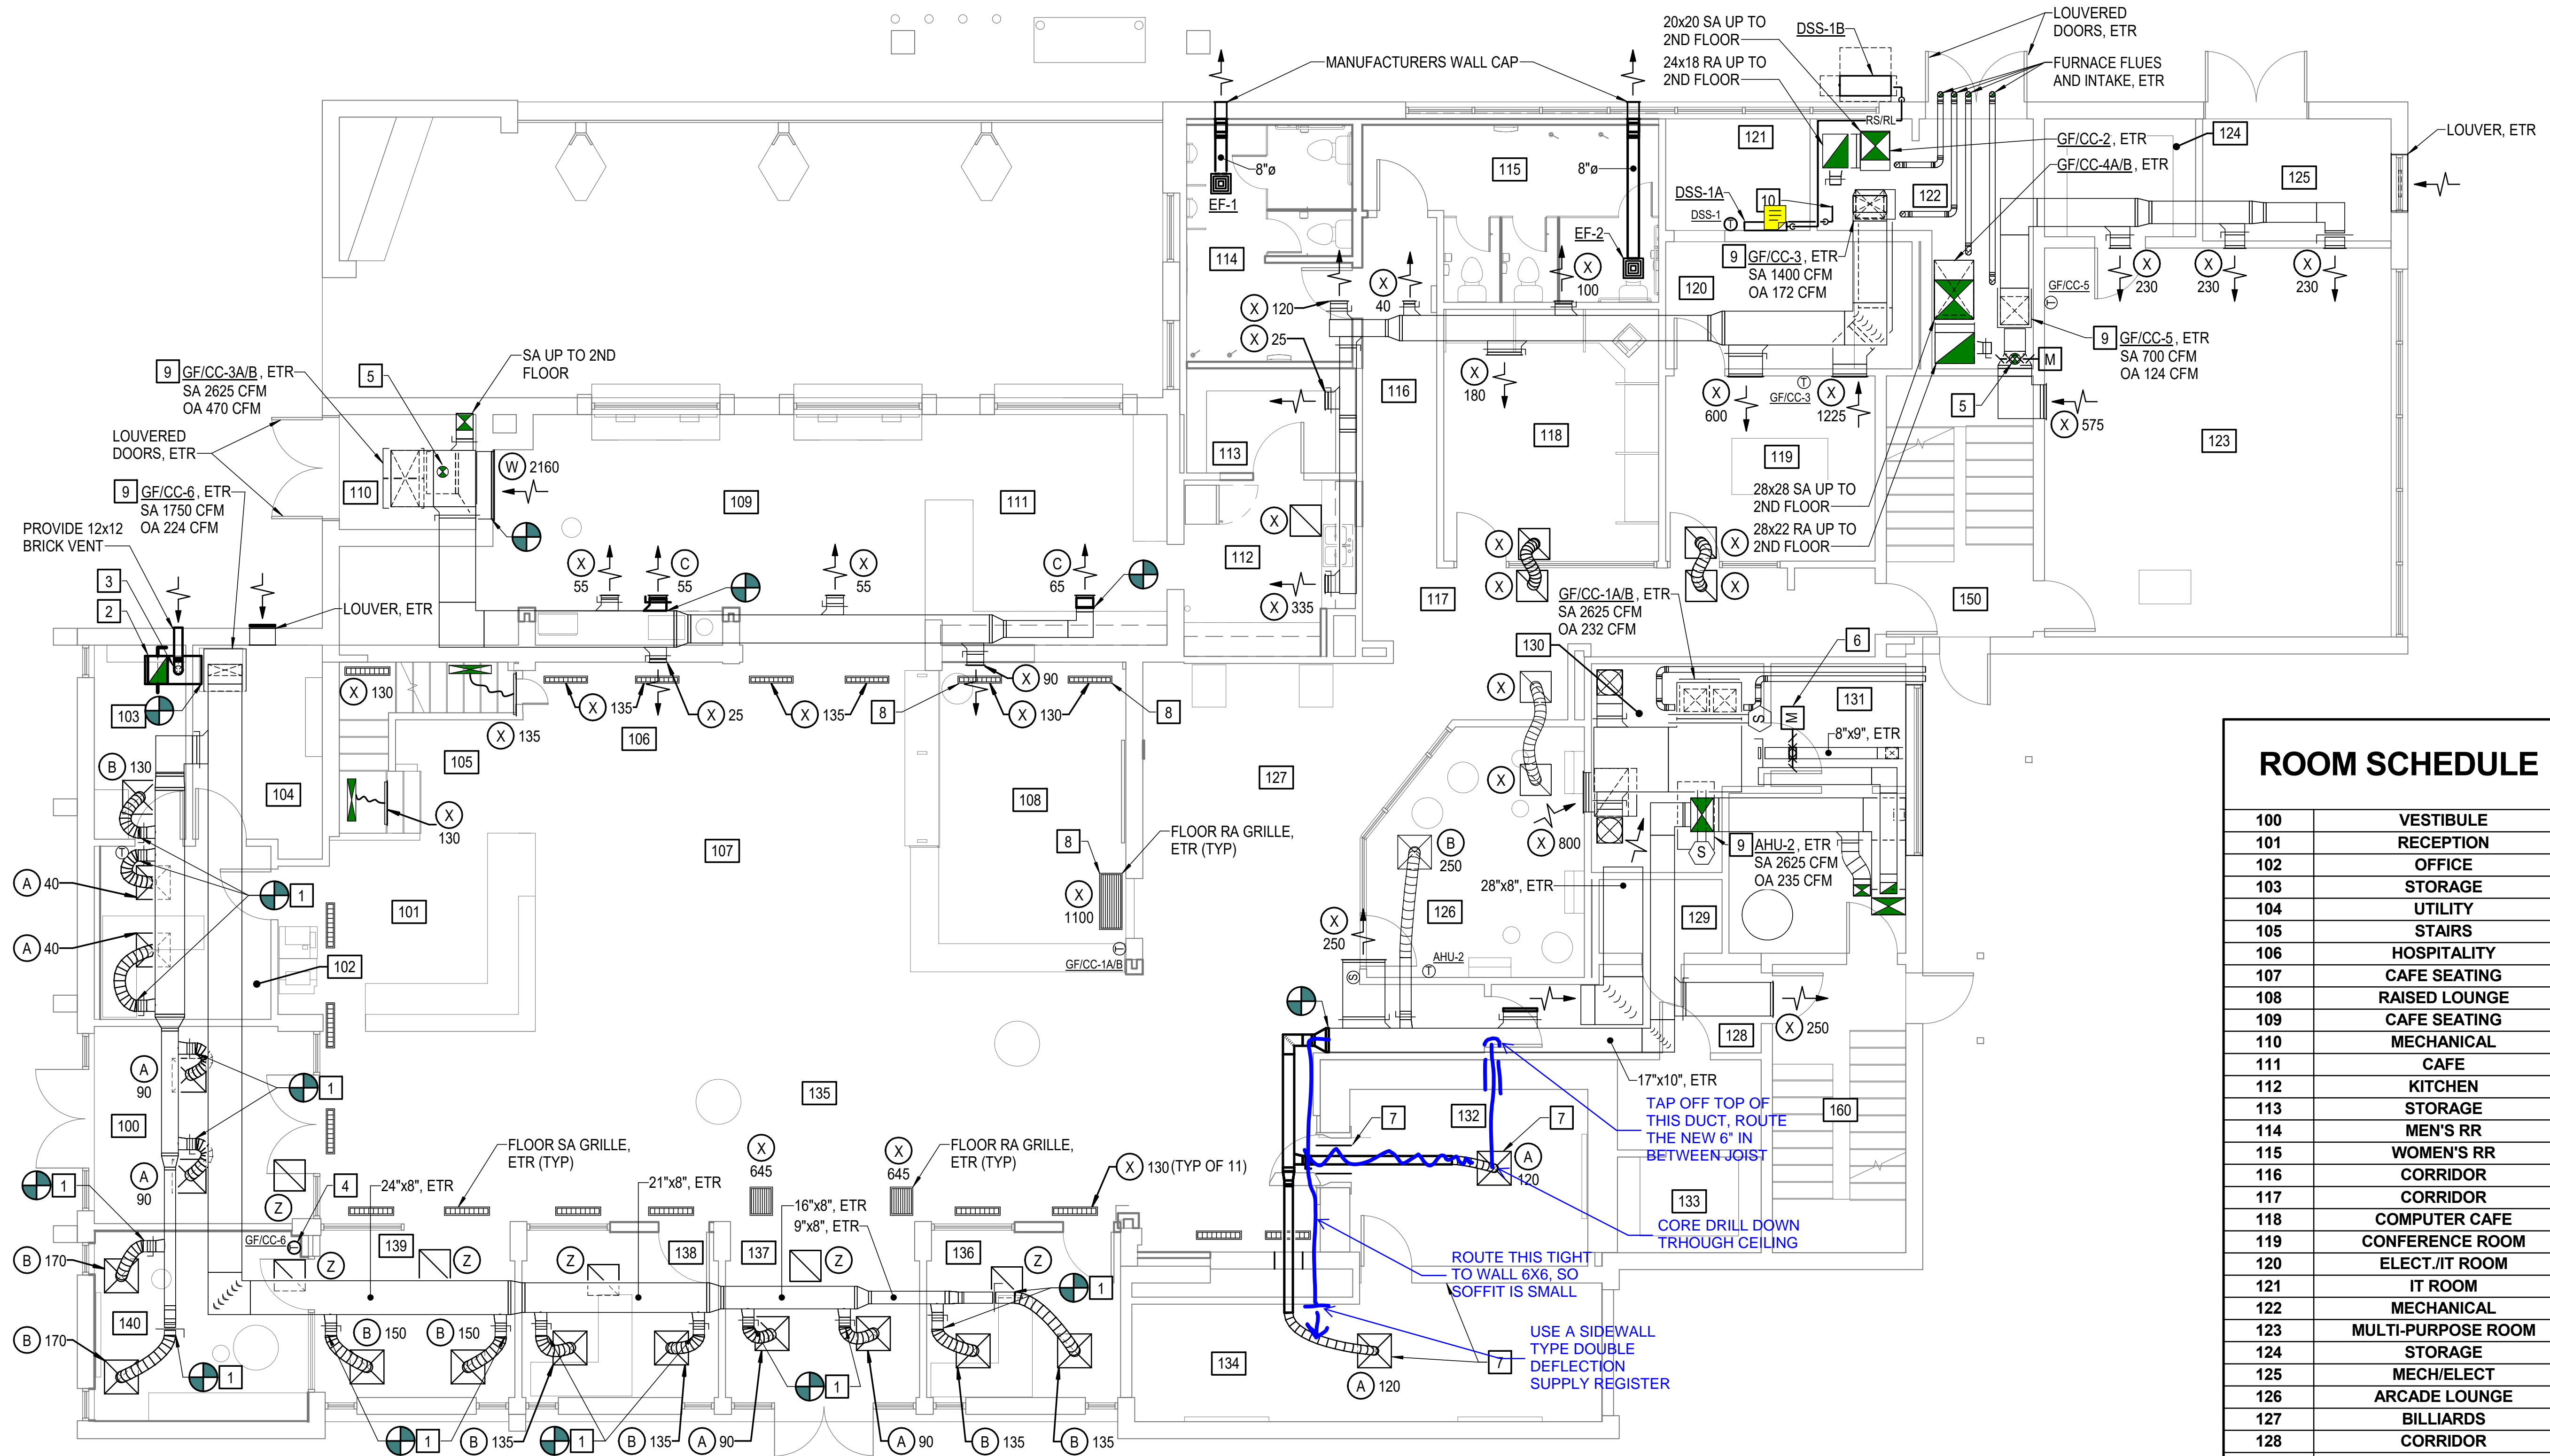 20x20 SA UP TO
2ND FLOOR
24x18 RA UP TO
2ND FLOOR
DSS-1B
LOUVERED
DOORS, ETR
FURNACE FLUES
AND INTAKE, ETR
MANUFACTURERS WALL CAP
RS/RL
121
GF/CC-2, ETR
GF/CC-4A/B, ETR
124
LOUVER, ETR
125
8"ø
EF-1
115
8"ø
DSS-1A
DSS-1
T
10
122
114
EF-2
9
GF/CC-3, ETR
SA 1400 CFM
OA 172 CFM
120
X 120
X 25
X
40
X
100
GF/CC-5
T
X
230
X
230
X
230
9
GF/CC-5, ETR
SA 700 CFM
OA 124 CFM
M
5
X 575
SA UP TO 2ND
FLOOR
9
GF/CC-3A/B, ETR
SA 2625 CFM
OA 470 CFM
5
LOUVERED
DOORS, ETR
116
X
180
X
600
T
GF/CC-3
X
1225
118
119
123
113
W 2160
110
109
111
9
GF/CC-6, ETR
SA 1750 CFM
OA 224 CFM
28x28 SA UP TO
2ND FLOOR
28x22 RA UP TO
2ND FLOOR
PROVIDE 12x12
BRICK VENT
X
112
X
X
X
X
3
2
LOUVER, ETR
X
55
C
55
X
55
C
65
X 335
117
150
GF/CC-1A/B, ETR
SA 2625 CFM
OA 232 CFM
130
6
131
103
X 130
X 135
X 25
X 135
X 90
8
X 130
8
X
X
S
M
8"x9", ETR
105
X 135
106
B 130
104
127
108
107
X
130
T
A 40
1
101
A 40
102
8
FLOOR RA GRILLE,
ETR (TYP)
X
1100
T
GF/CC-1A/B
X 800
B
250
28"x8", ETR
126
9
AHU-2, ETR
SA 2625 CFM
OA 235 CFM
S
129
X
250
S
AHU-2
T
128
X 250
17"x10", ETR
A
90
1
100
A
90
1
135
7
132
7
A
120
TAP OFF TOP OF
THIS DUCT, ROUTE
THE NEW 6" IN
BETWEEN JOIST
160
133
CORE DRILL DOWN
TRHOUGH CEILING
ROUTE THIS TIGHT
TO WALL 6X6, SO
SOFFIT IS SMALL
USE A SIDEWALL
TYPE DOUBLE
DEFLECTION
SUPPLY REGISTER
Z
4
24"x8", ETR
FLOOR SA GRILLE,
ETR (TYP)
X
645
X
645
FLOOR RA GRILLE,
ETR (TYP)
X 130 (TYP OF 11)
21"x8", ETR
16"x8", ETR
9"x8", ETR
GF/CC-6
T
139
Z
Z
138
Z
137
Z
136
Z
1
B 170
140
B 170
1
B 150
B 150
1
134
7
A 120
1
B 135
1
B 135
A 90
A 90
B 135
B 135
ROOM SCHEDULE
100 VESTIBULE
101 RECEPTION
102 OFFICE
103 STORAGE
104 UTILITY
105 STAIRS
106 HOSPITALITY
107 CAFE SEATING
108 RAISED LOUNGE
109 CAFE SEATING
110 MECHANICAL
111 CAFE
112 KITCHEN
113 STORAGE
114 MEN'S RR
115 WOMEN'S RR
116 CORRIDOR
117 CORRIDOR
118 COMPUTER CAFE
119 CONFERENCE ROOM
120 ELECT./IT ROOM
121 IT ROOM
122 MECHANICAL
123 MULTI-PURPOSE ROOM
124 STORAGE
125 MECH/ELECT
126 ARCADE LOUNGE
127 BILLIARDS
128 CORRIDOR